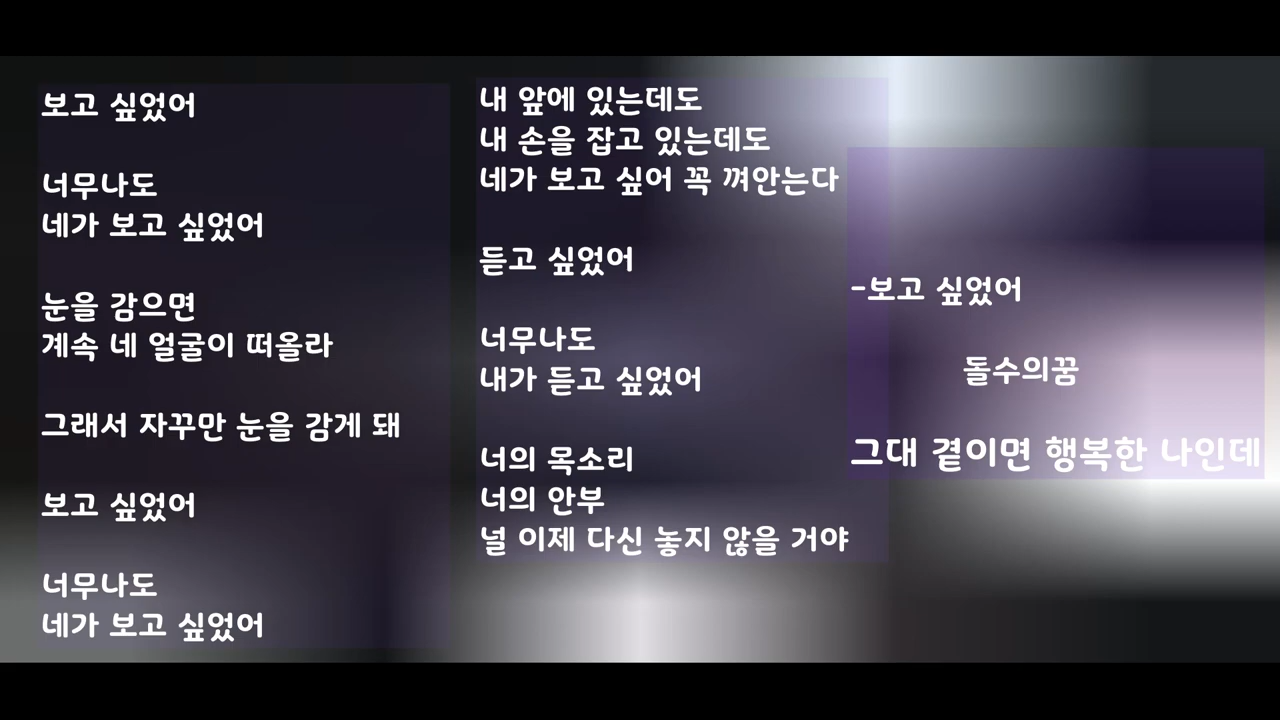 보고 싶었어
너무나도
네가 보고 싶었어
눈을 감으면
계속 네 얼굴이 떠올라
그래서 자꾸만 눈을 감게 돼
보고 싶었어
너무나도
네가 보고 싶었어
내 앞에 있는데도
내 손을 잡고 있는데도
네가 보고 싶어 꼭 껴안는다
듣고 싶었어
너무나도
내가 듣고 싶었어
너의 목소리
너의 안부
널 이제 다신 놓지 않을 거야
-보고 싶었어
돌수의꿈
그대 곁이면 행복한 나인데